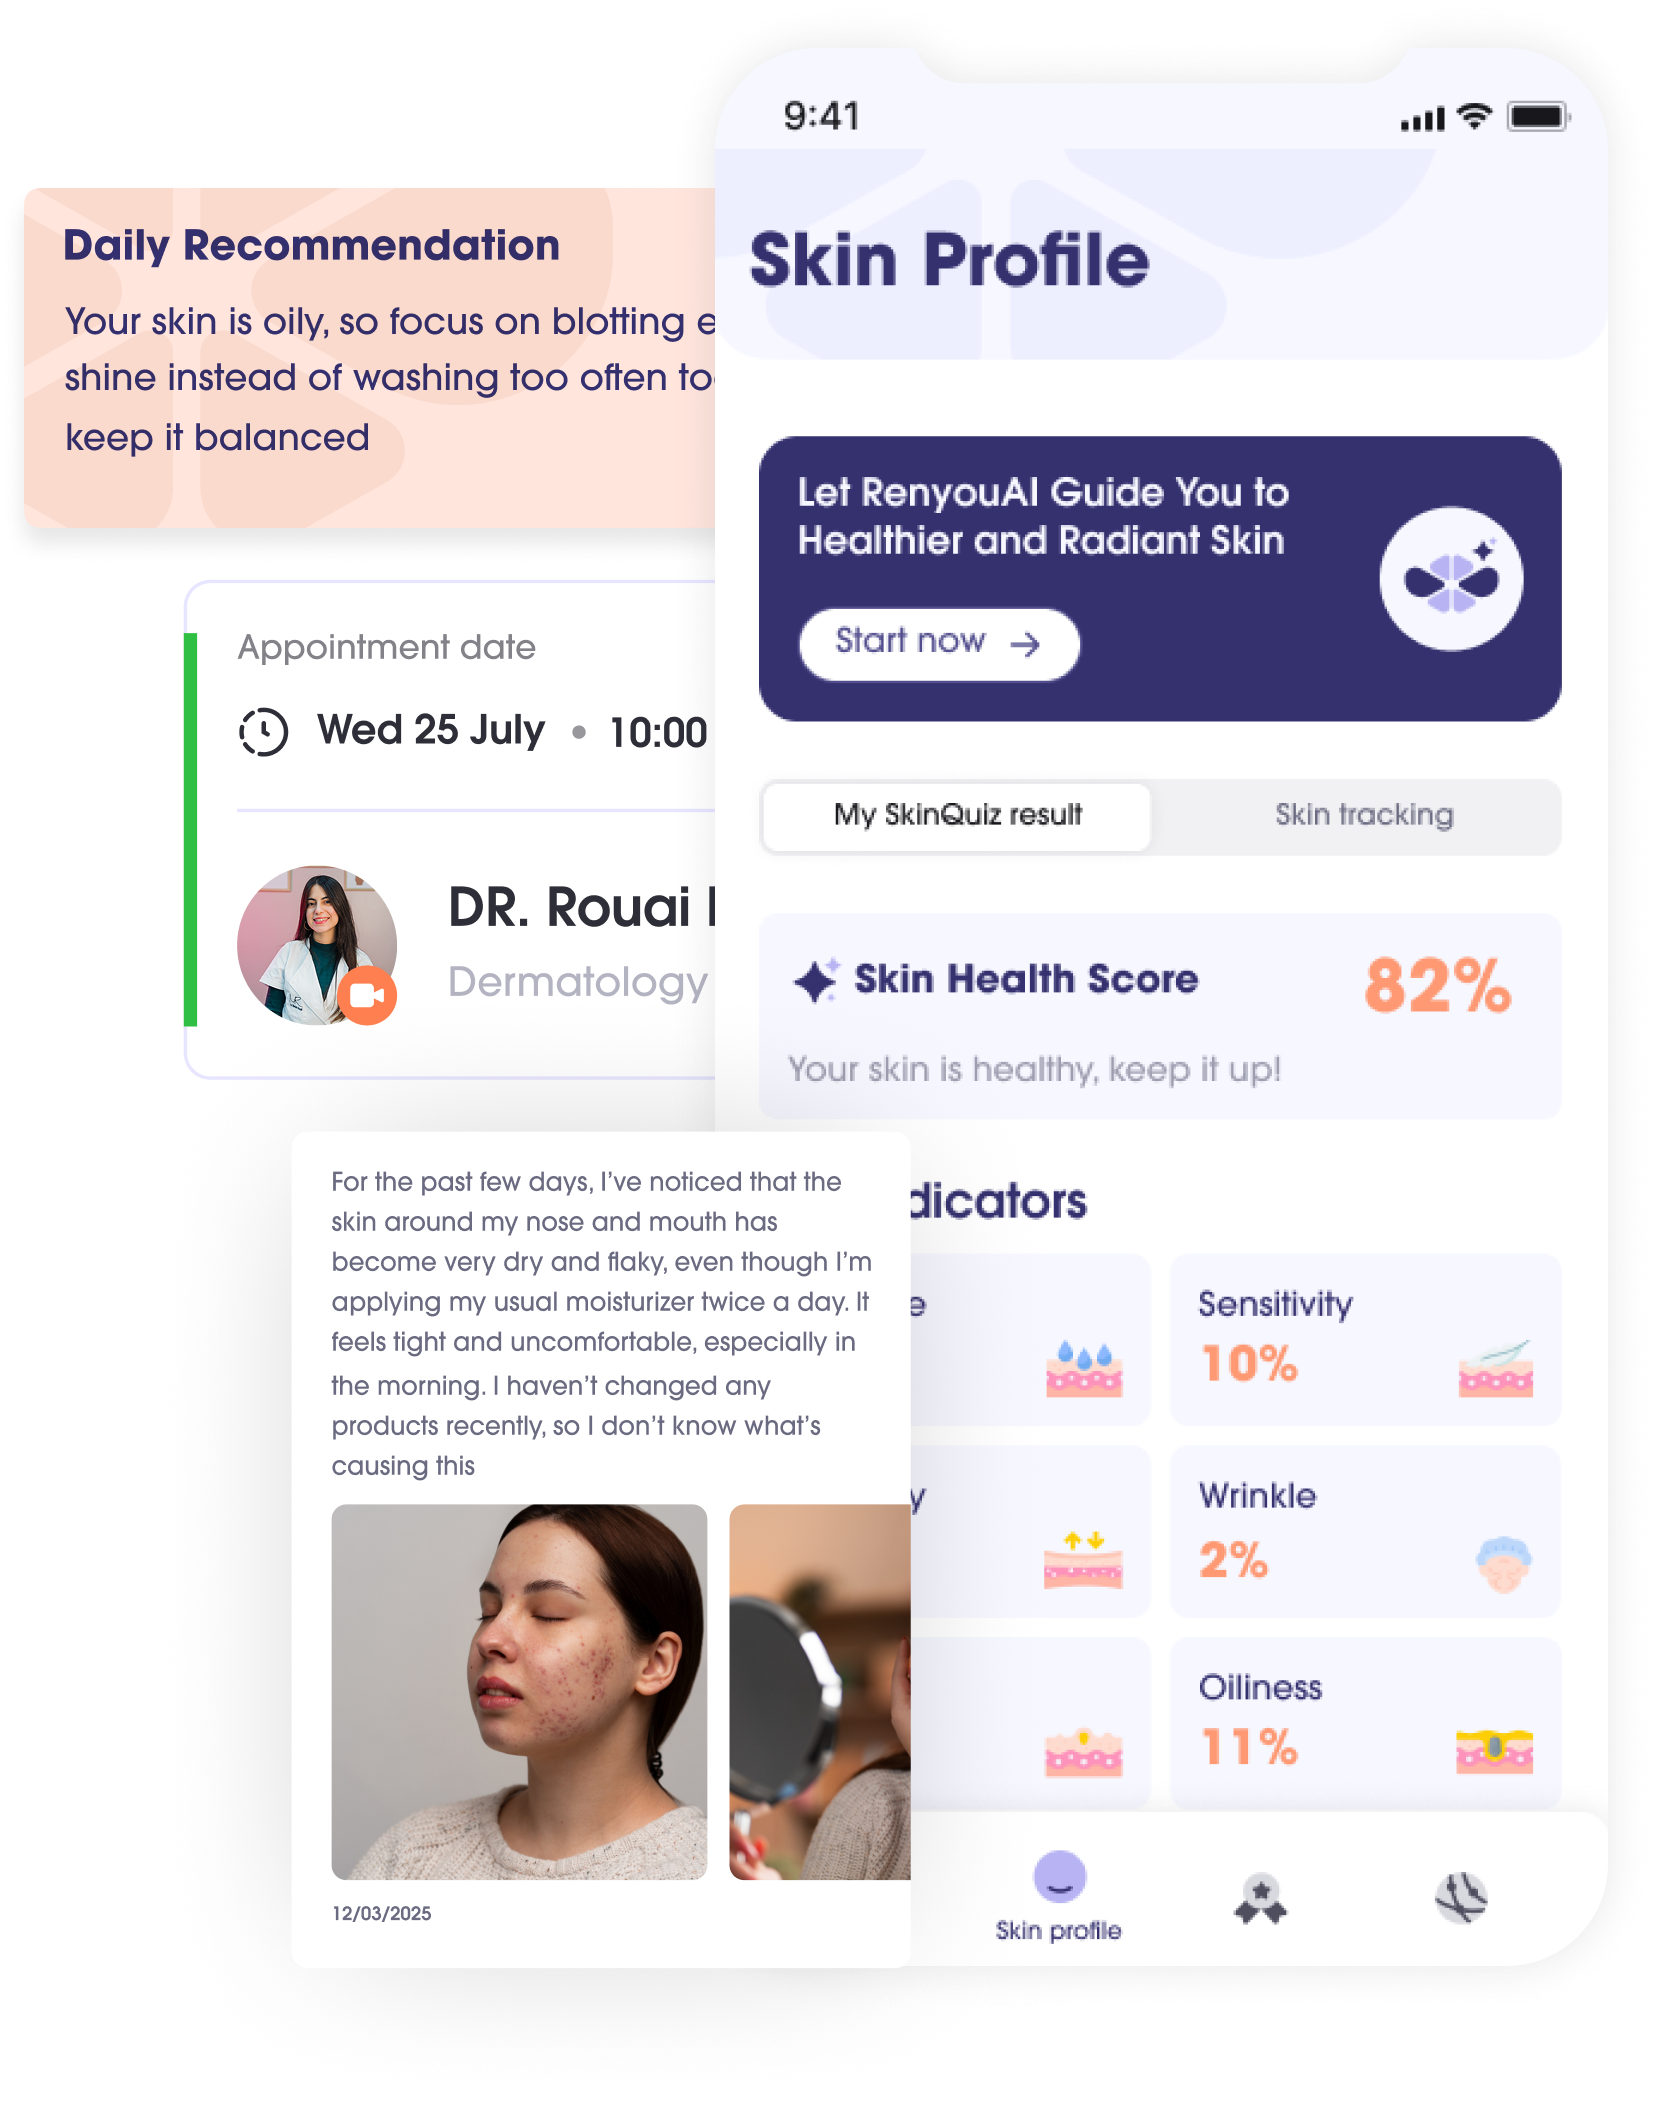 9:41
Skin Profile
Daily Recommendation
Your skin is oily, so focus on blotting
shine instead of washing too often
keep it balanced
Let RenyouAI Guide You to
Healthier and Radiant Skin
Start now
Appointment date
Wed 25 July • 10:00
My SkinQuiz result
Skin tracking
DR. Rouai
Dermatology
Skin Health Score
82%
Your skin is healthy, keep it up!
For the past few days, I've noticed that the
skin around my nose and mouth has
become very dry and flaky, even though I'm
applying my usual moisturizer twice a day. It
feels tight and uncomfortable, especially in
the morning. I haven't changed any
products recently, so I don't know what's
causing this
12/03/2025
Sensitivity
10%
Wrinkle
2%
Oiliness
11%
Skin profile